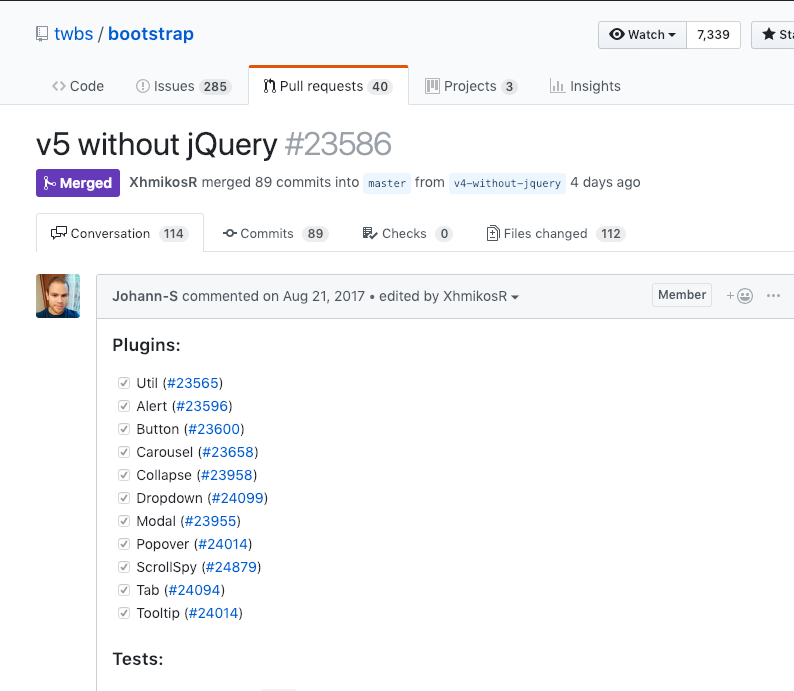 twbs / bootstrap
Watch 7,339
Code Issues 285 Pull requests 40 Projects 3 Insights
v5 without jQuery #23586
Merged XhmikosR merged 89 commits into master from v4-without-jquery 4 days ago
Conversation 114 Commits 89 Checks 0 Files changed 112
Johann-S commented on Aug 21, 2017 • edited by XhmikosR Member
Plugins:
Util (#23565)
Alert (#23596)
Button (#23600)
Carousel (#23658)
Collapse (#23958)
Dropdown (#24099)
Modal (#23955)
Popover (#24014)
ScrollSpy (#24879)
Tab (#24094)
Tooltip (#24014)
Tests: